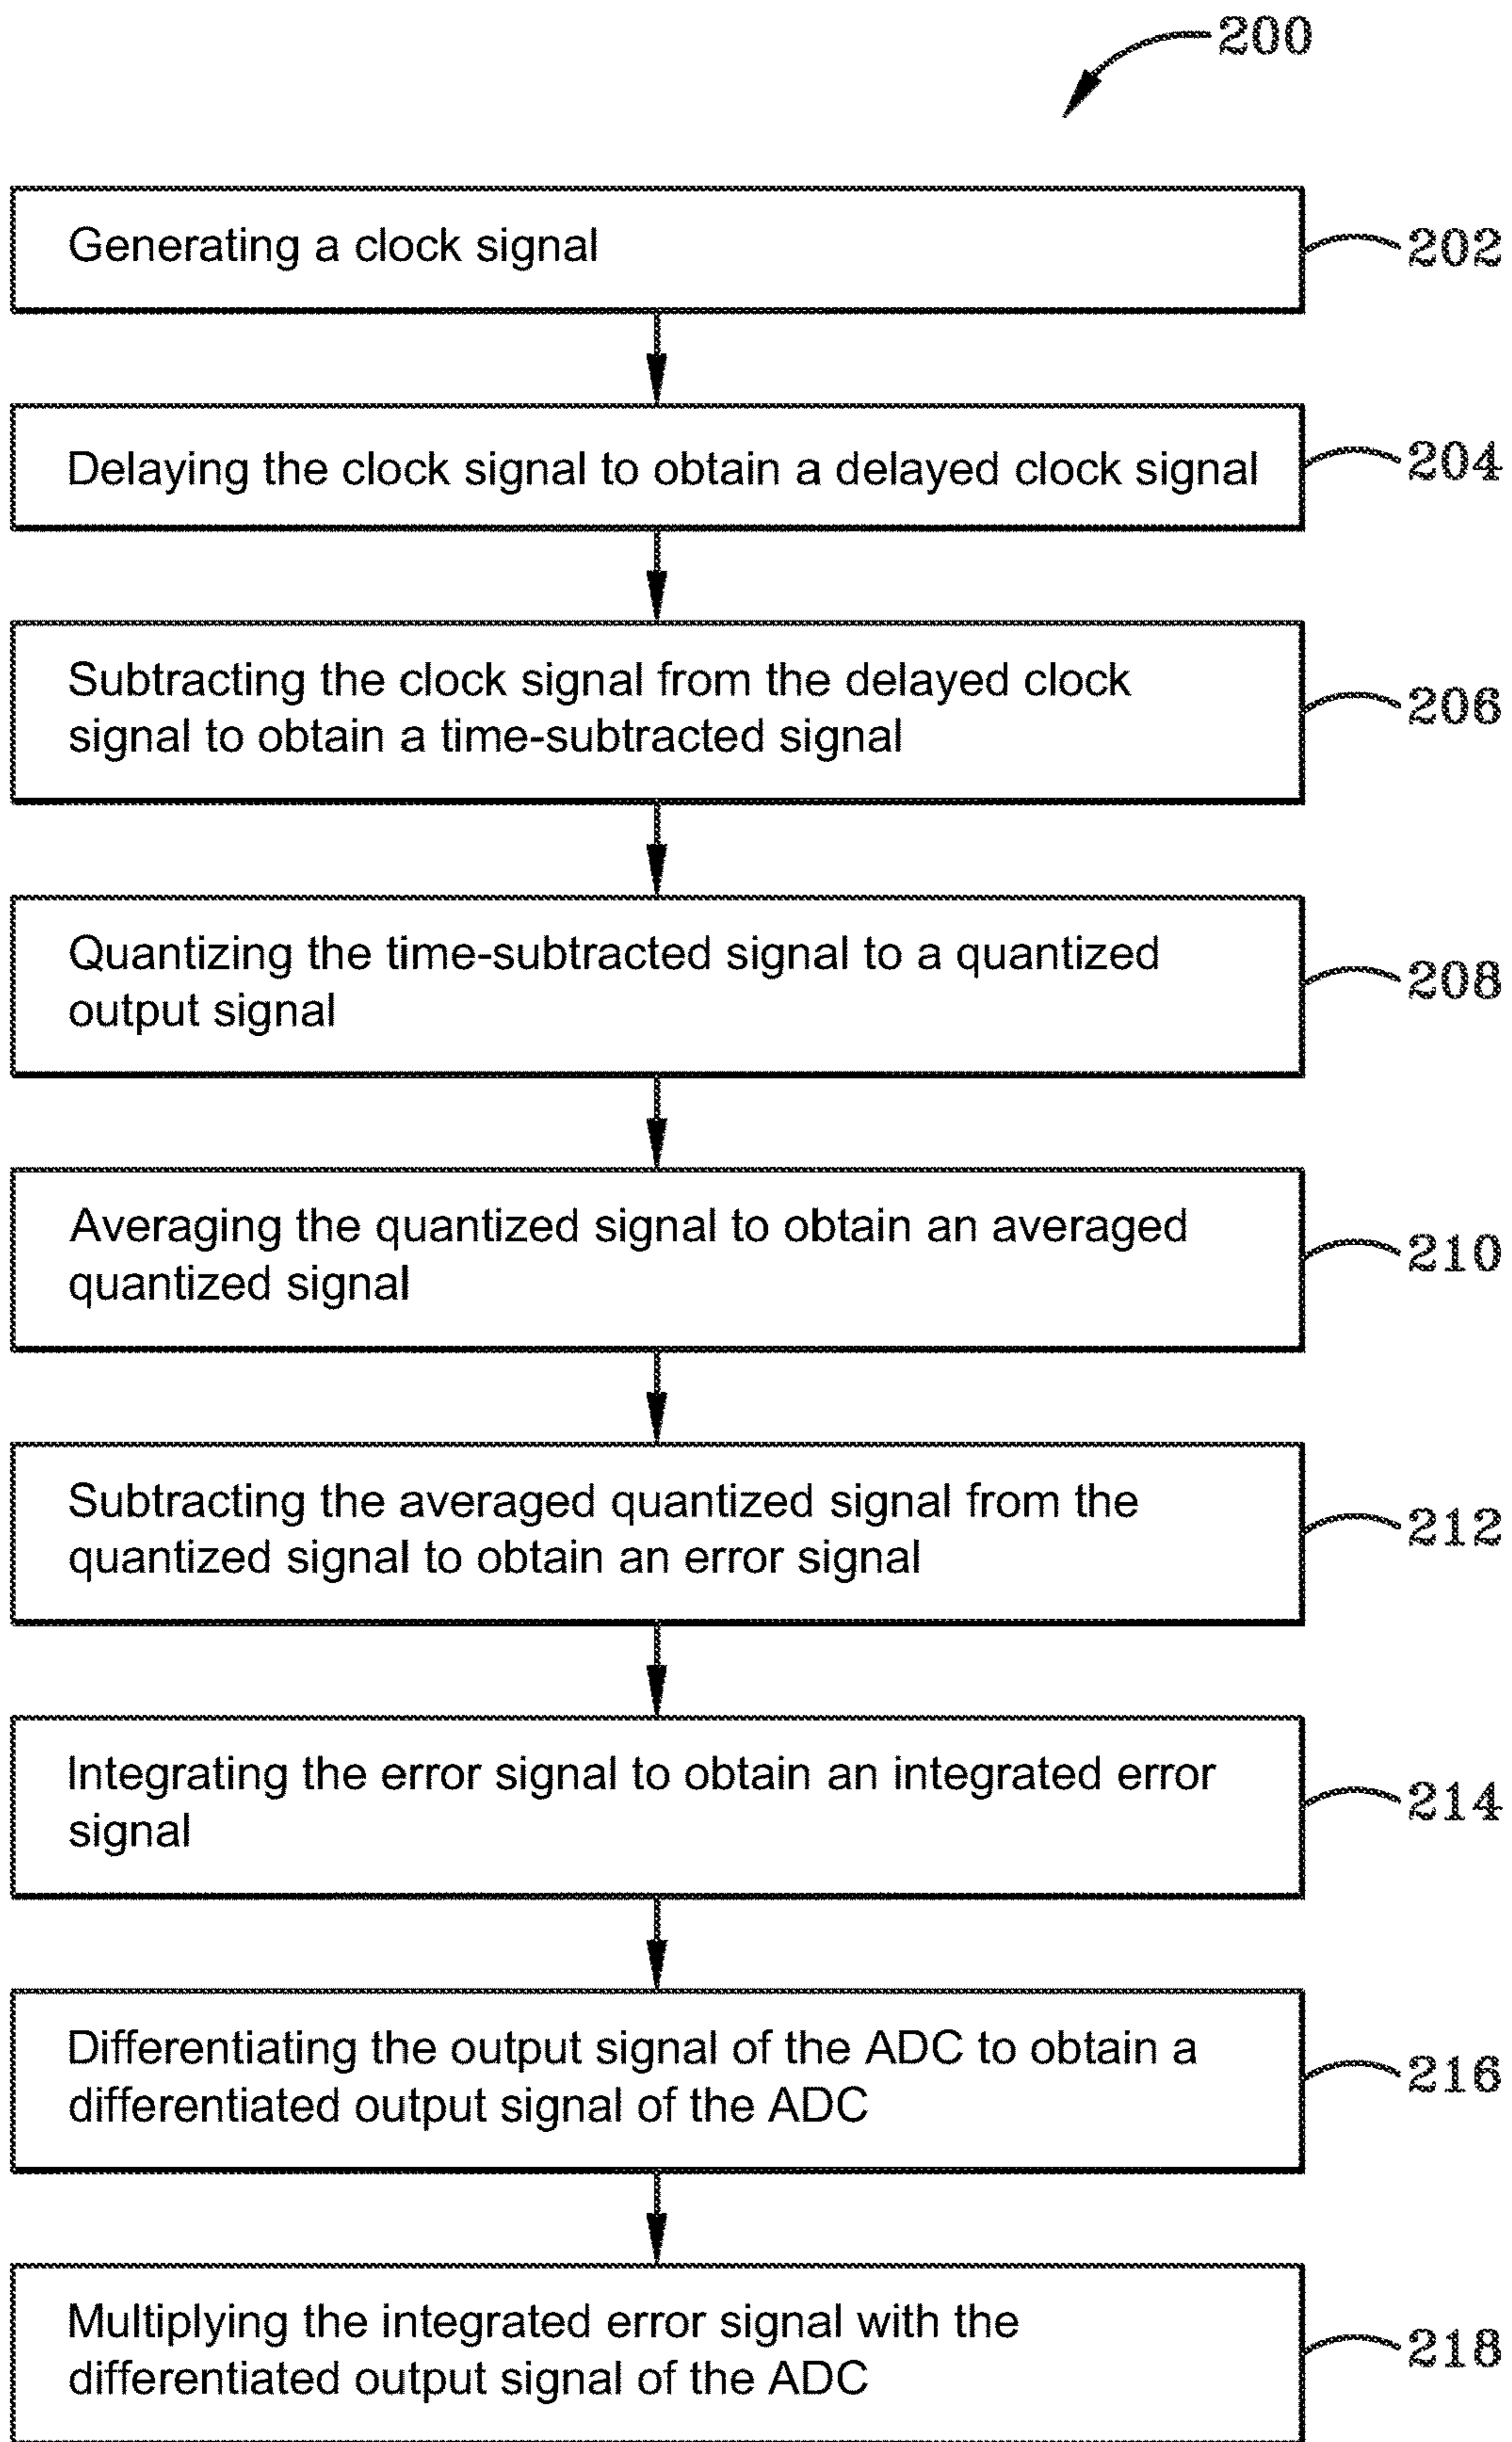 200
Generating a clock signal
202
Delaying the clock signal to obtain a delayed clock signal
204
Subtracting the clock signal from the delayed clock
signal to obtain a time-subtracted signal
206
Quantizing the time-subtracted signal to a quantized
output signal
208
Averaging the quantized signal to obtain an averaged
quantized signal
210
Subtracting the averaged quantized signal from the
quantized signal to obtain an error signal
212
Integrating the error signal to obtain an integrated error
signal
214
Differentiating the output signal of the ADC to obtain a
differentiated output signal of the ADC
216
Multiplying the integrated error signal with the
differentiated output signal of the ADC
218